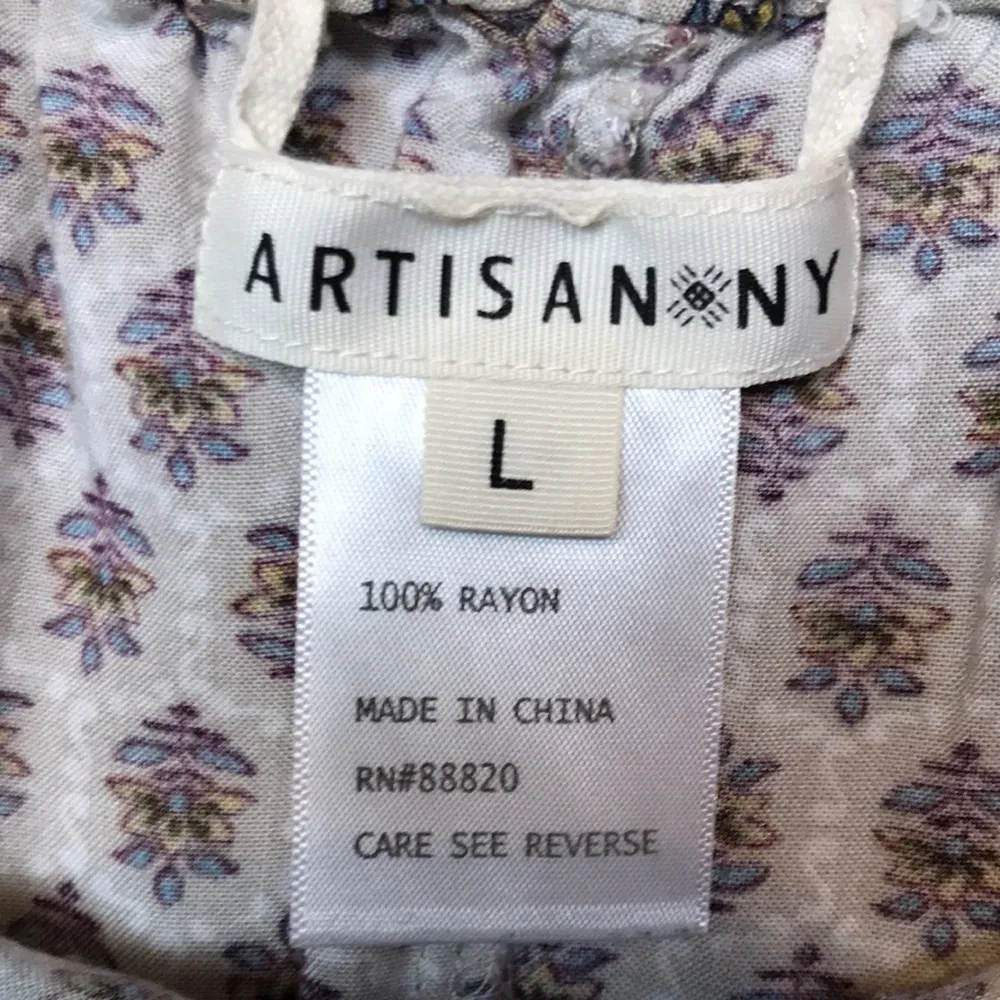 ARTISAN NY
L
100% RAYON
MADE IN CHINA
RN#88820
CARE SEE REVERSE